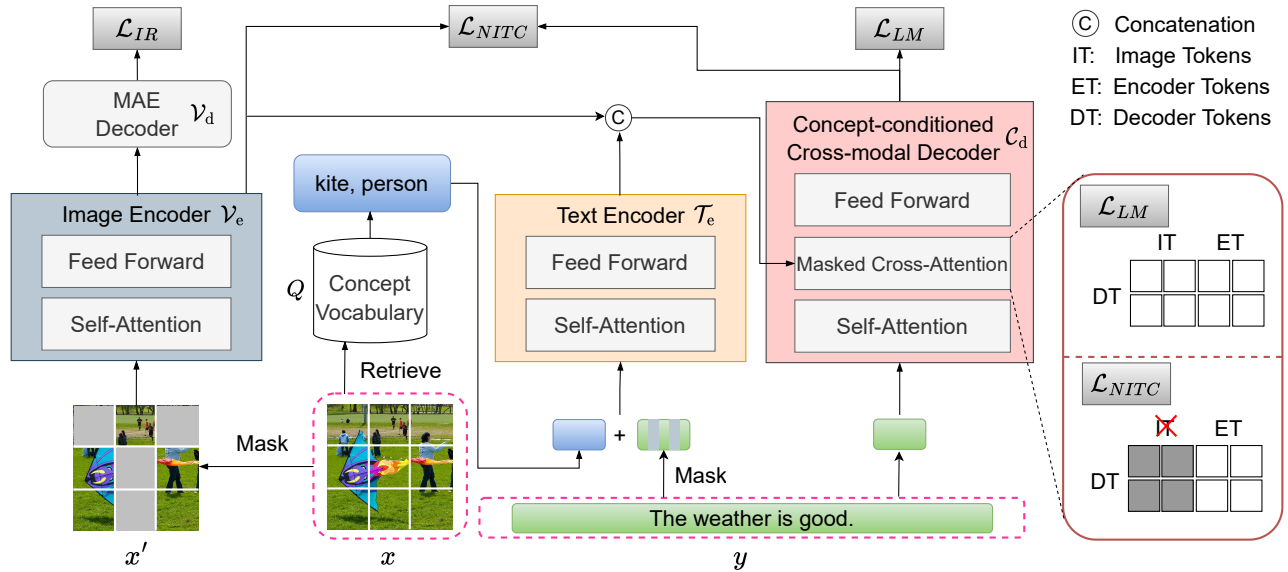 ℒ_IR
ℒ_NITC
ℒ_LM
C Concatenation
IT: Image Tokens
ET: Encoder Tokens
DT: Decoder Tokens
MAE
Decoder 𝒱_d
C
Concept-conditioned
Cross-modal Decoder 𝒞_d
Feed Forward
Masked Cross-Attention
Self-Attention
kite, person
Image Encoder 𝒱_e
Feed Forward
Self-Attention
Q
Concept
Vocabulary
Text Encoder 𝒯_e
Feed Forward
Self-Attention
ℒ_LM
IT ET
DT
ℒ_NITC
IT ET
DT
Retrieve
Mask
+
Mask
The weather is good.
x′
x
y